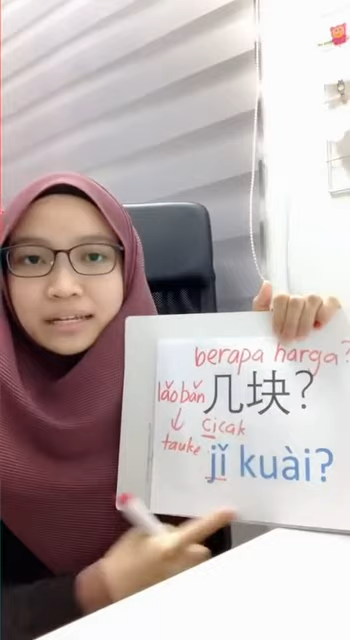 berapa harga?
lǎobǎn 几块?
↓ cicak
tauke jǐ kuài?